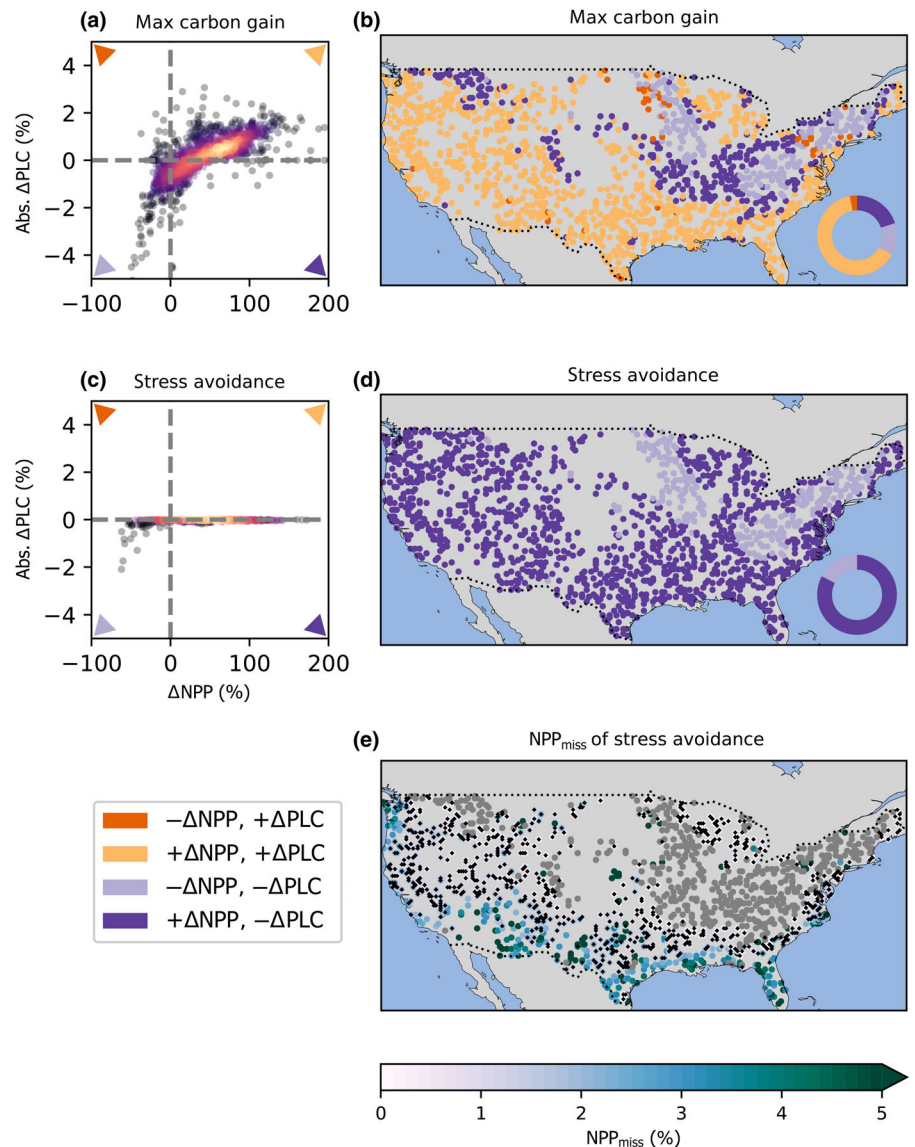 (a)
Max carbon gain
(b)
Max carbon gain
Abs. ΔPLC (%)
4
2
0
−2
−4
−100
0
100
200
(c)
Stress avoidance
(d)
Stress avoidance
Abs. ΔPLC (%)
4
2
0
−2
−4
−100
0
100
200
ΔNPP (%)
(e)
NPPmiss of stress avoidance
−ΔNPP, +ΔPLC
+ΔNPP, +ΔPLC
−ΔNPP, −ΔPLC
+ΔNPP, −ΔPLC
0
1
2
3
4
5
NPPmiss (%)